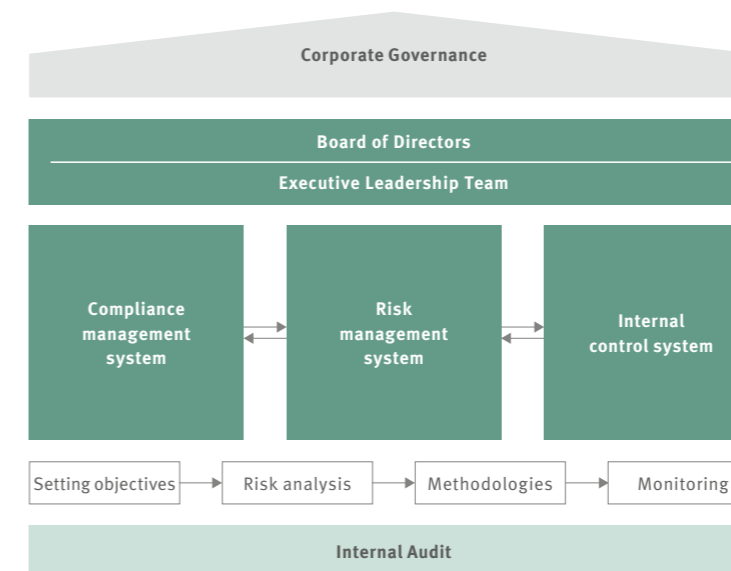 Corporate Governance
Board of Directors
Executive Leadership Team
Compliance
management
system
Risk
management
system
Internal
control system
Setting objectives
Risk analysis
Methodologies
Monitoring
Internal Audit